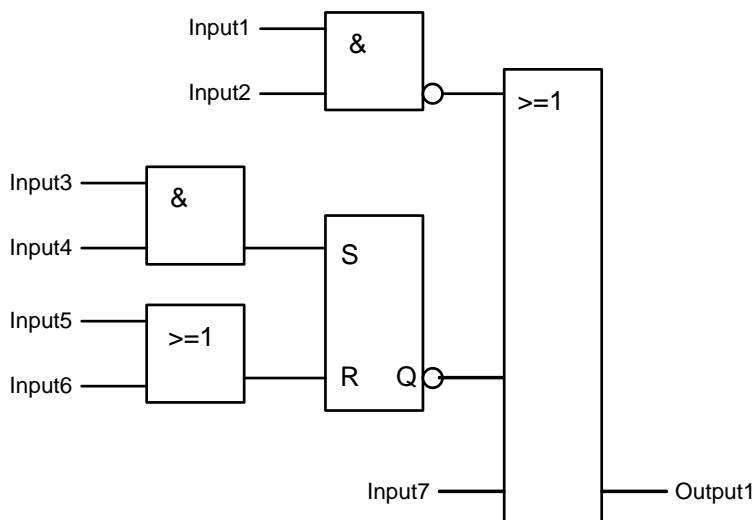 Input1
&
Input2
>=1
Input3
&
Input4
S
Input5
>=1
Input6
R Q
Input7
Output1